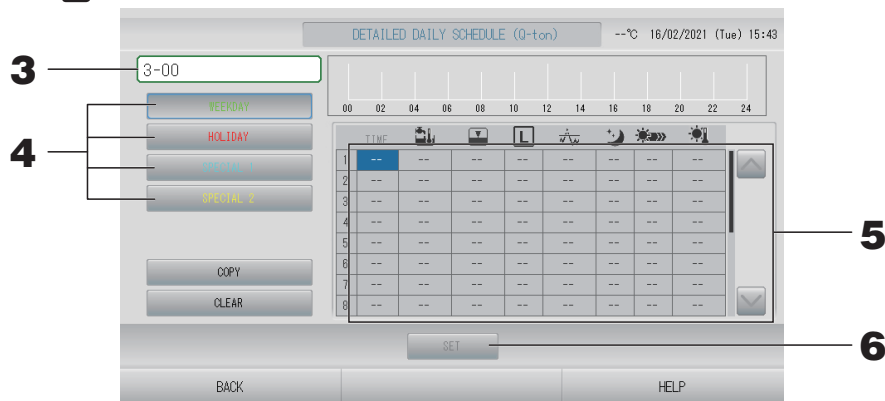 DETAILED DAILY SCHEDULE (Q-ton) --℃ 16/02/2021 (Tue) 15:43
3
3-00
00 02 04 06 08 10 12 14 16 18 20 22 24
4
WEEKDAY
HOLIDAY
SPECIAL 1
SPECIAL 2
COPY
CLEAR
TIME L
1 -- -- -- -- -- -- -- --
2 -- -- -- -- -- -- -- --
3 -- -- -- -- -- -- -- --
4 -- -- -- -- -- -- -- --
5 -- -- -- -- -- -- -- --
6 -- -- -- -- -- -- -- --
7 -- -- -- -- -- -- -- --
8 -- -- -- -- -- -- -- --
5
SET
6
BACK HELP